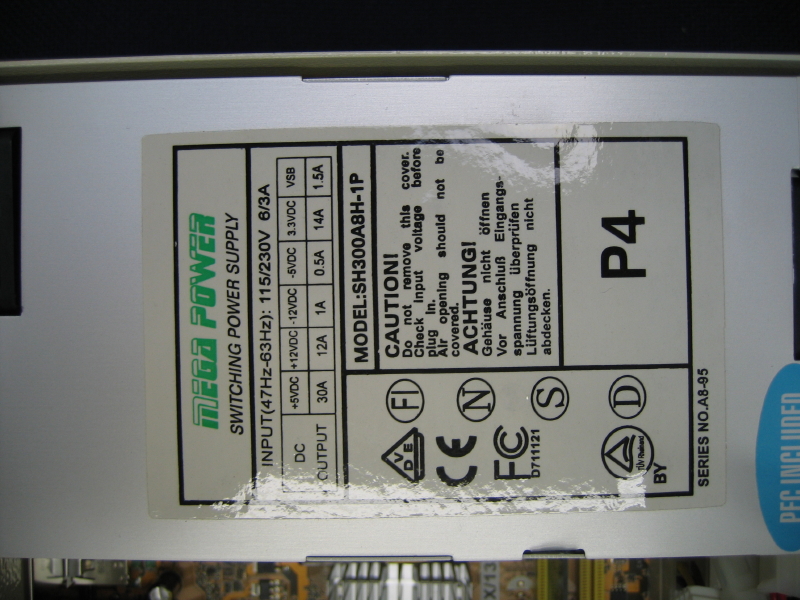 MEGA POWER
SWITCHING POWER SUPPLY
INPUT(47Hz-63Hz): 115/230V 6/3A
DC +5VDC +12VDC -12VDC -5VDC 3.3VDC VSB
OUTPUT 30A 12A 1A 0.5A 14A 1.5A
MODEL:SH300A8H-1P
CAUTION!
Do not remove this cover.
Check input voltage before
plug in.
Air opening should not be
covered.
ACHTUNG!
Gehäuse nicht öffnen
Vor Anschluß Eingangs-
spannung überprüfen
Lüftungsöffnung nicht
abdecken.
P4
VDE FI
CE N
FC S
D711121
TÜV Rheinland D
BY
SERIES NO.A8-95
PFC INCLUDED